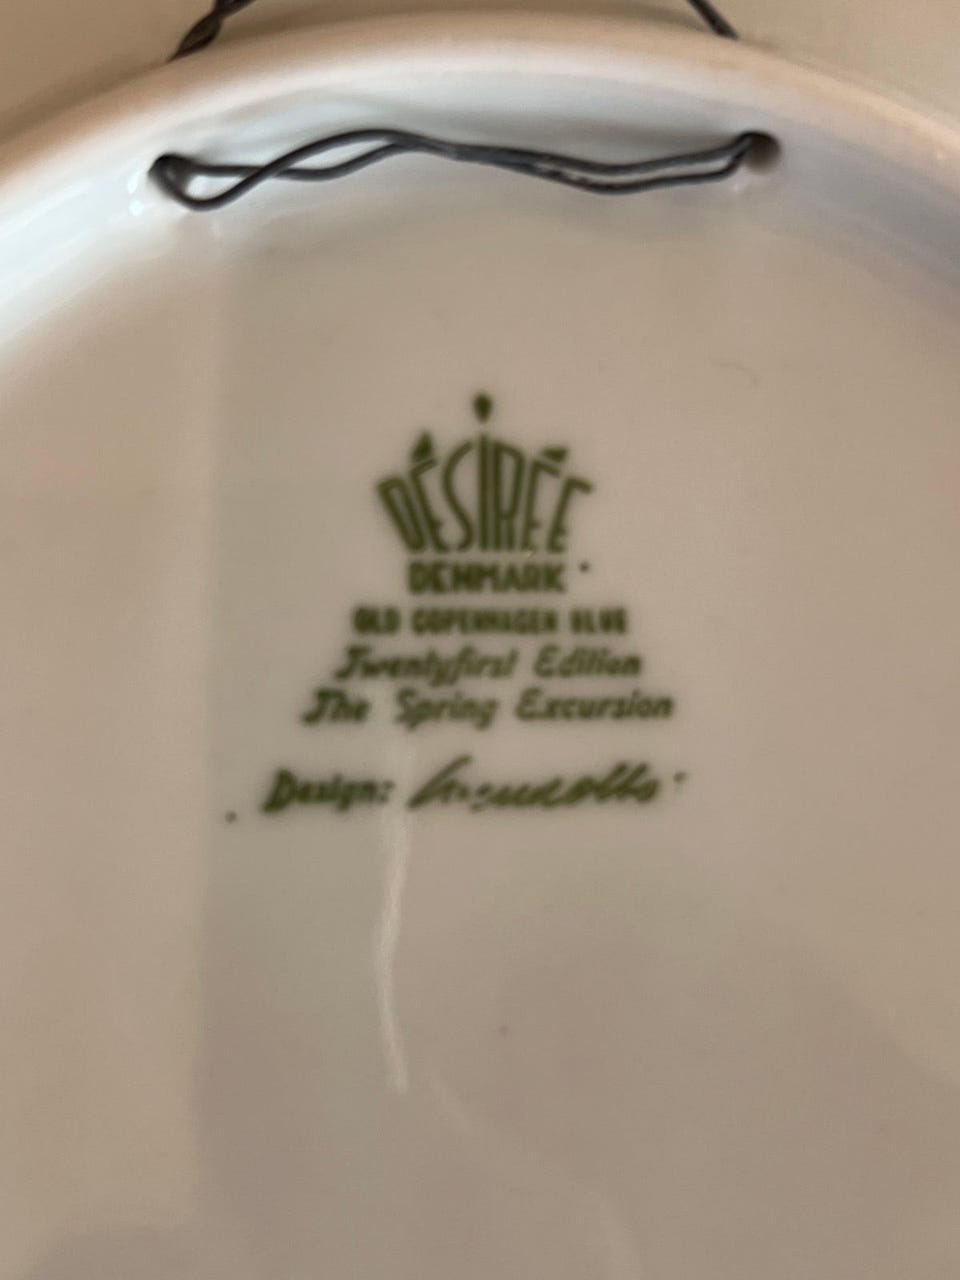 DÉSIRÉE
DENMARK
OLD COPENHAGEN BLUE
Twentyfirst Edition
The Spring Excursion
Design: